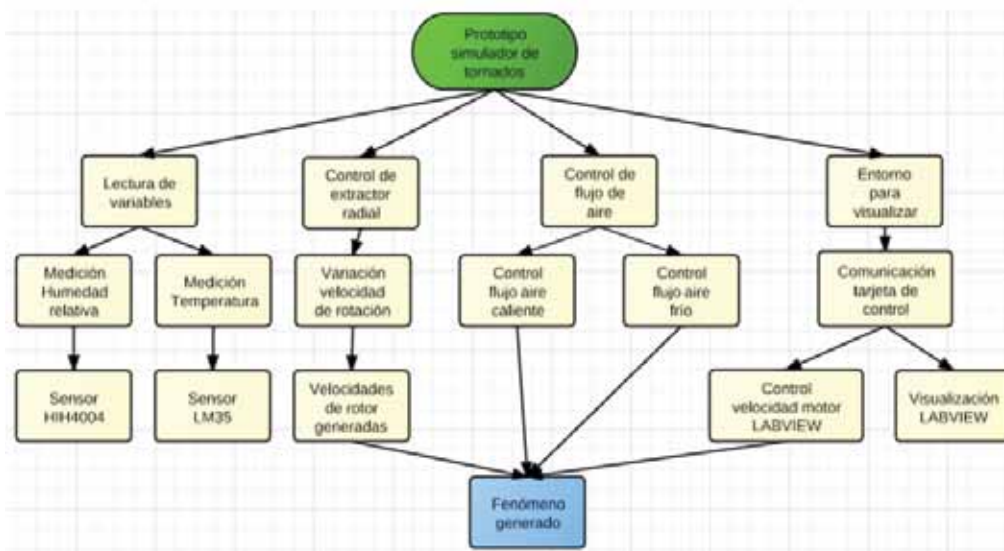 Prototipo
simulador de
tornados
Lectura de
variables
Control de
extractor
radial
Control de
flujo de
aire
Entorno
para
visualizar
Medición
Humedad
relativa
Medición
Temperatura
Variación
velocidad
de rotación
Control
flujo aire
caliente
Control
flujo aire
frio
Comunicación
tarjeta de
control
Sensor
HIH4004
Sensor
LM35
Velocidades
de rotor
generadas
Control
velocidad motor
LABVIEW
Visualización
LABVIEW
Fenómeno
generado